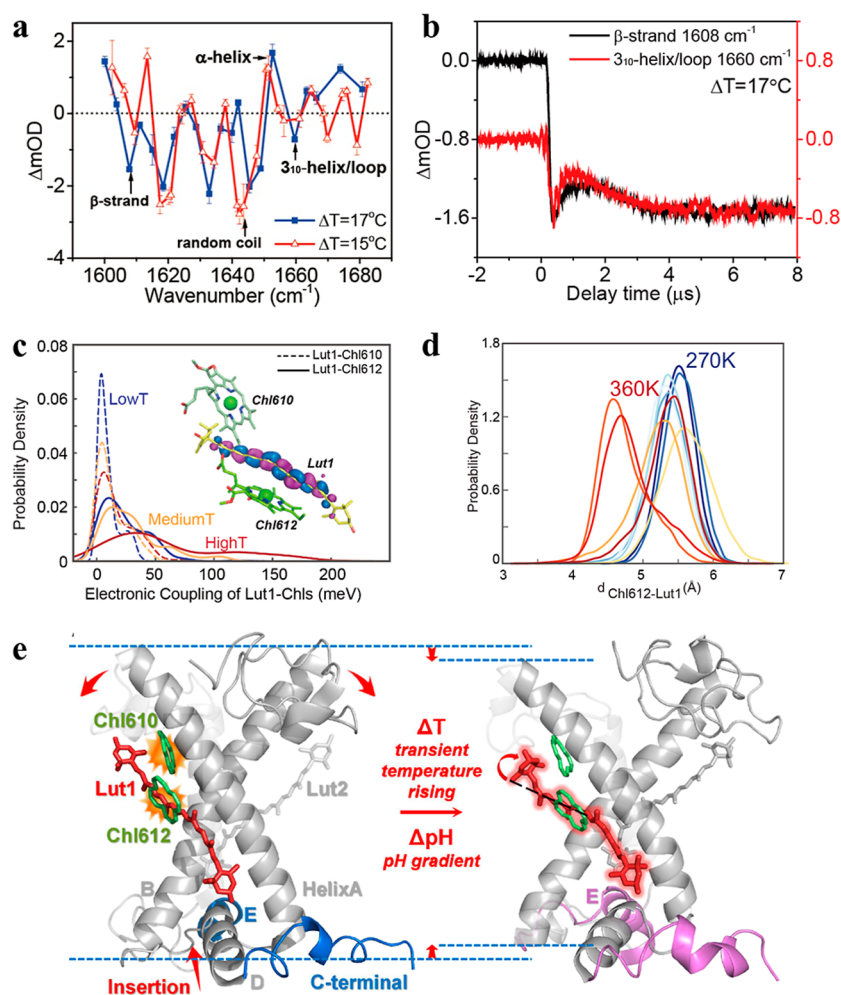 a
2
0
-2
-4
ΔmOD
α-helix
β-strand
3₁₀-helix/loop
random coil
ΔT=17°C
ΔT=15°C
1600 1620 1640 1660 1680
Wavenumber (cm⁻¹)
b
β-strand 1608 cm⁻¹
3₁₀-helix/loop 1660 cm⁻¹
ΔT=17°C
0.0
-0.8
-1.6
ΔmOD
0.8
0.0
-0.8
-2 0 2 4 6 8
Delay time (μs)
c
0.08
0.06
0.04
0.02
0
Probability Density
Lut1-Chl610
Lut1-Chl612
LowT
MediumT
HighT
Chl610
Lut1
Chl612
0 50 100 150 200
Electronic Coupling of Lut1-Chls (meV)
d
1.8
1.2
0.6
0
Probability Density
360K
270K
3 4 5 6 7
d Chl612-Lut1(Å)
e
Chl610
Lut1
Chl612
Lut2
B
HelixA
E
D
Insertion
C-terminal
ΔT
transient
temperature
rising
ΔpH
pH gradient
E